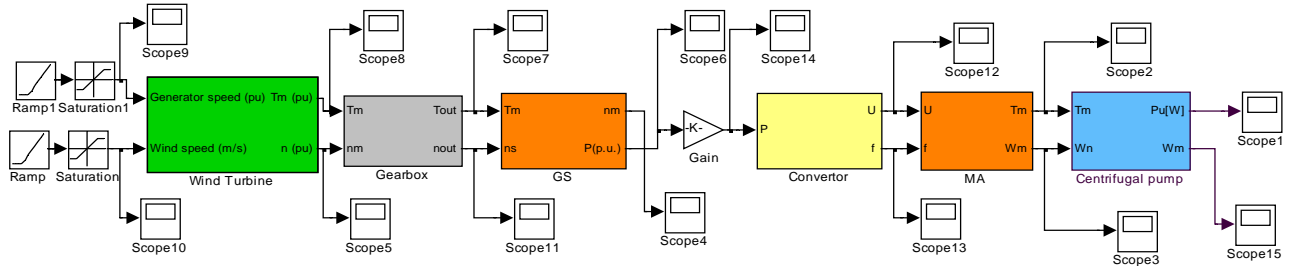 Scope9
Scope8
Scope7
Scope6
Scope14
Scope12
Scope2
Ramp1
Saturation1
Generator speed (pu)
Tm (pu)
Wind speed (m/s)
n (pu)
Wind Turbine
Ramp
Saturation
Tm
Tout
nm
nout
Gearbox
Tm
nm
ns
P(p.u.)
GS
-K-
Gain
P
U
f
Convertor
U
Tm
f
Wm
MA
Tm
Pu[W]
Wn
Wm
Centrifugal pump
Scope1
Scope10
Scope5
Scope11
Scope4
Scope13
Scope3
Scope15